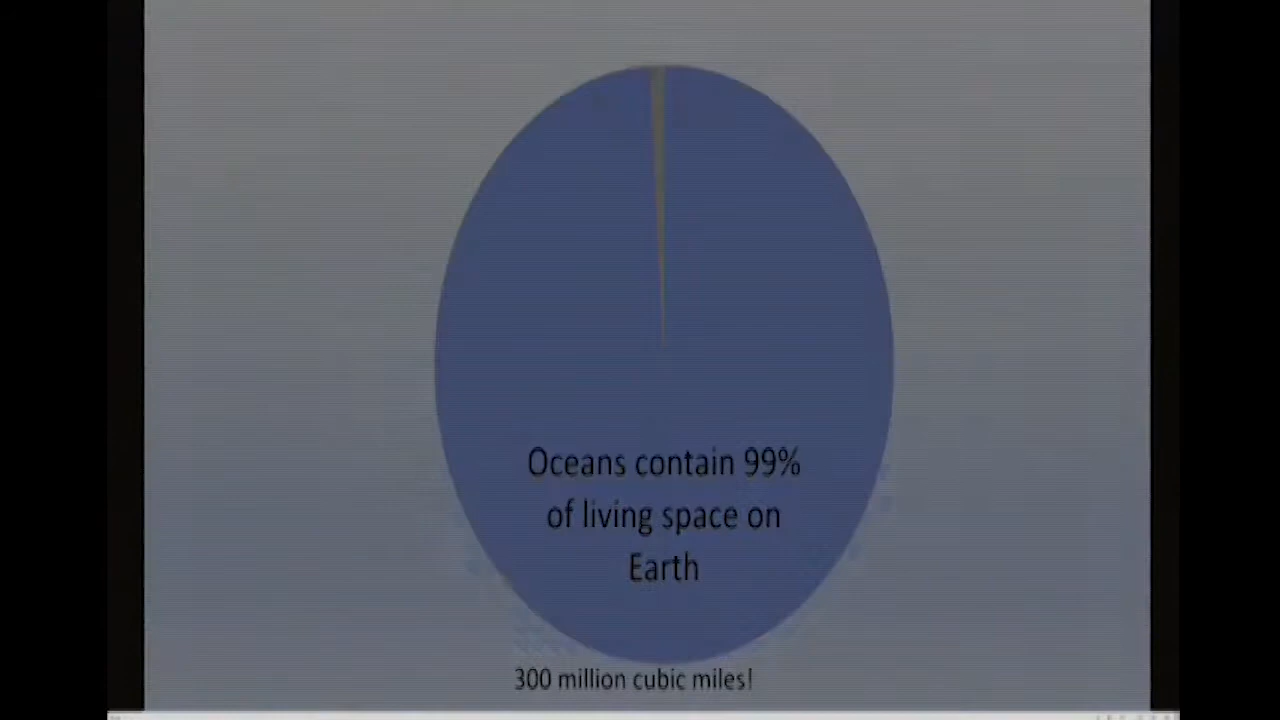 Oceans contain 99%
of living space on
Earth
300 million cubic miles!